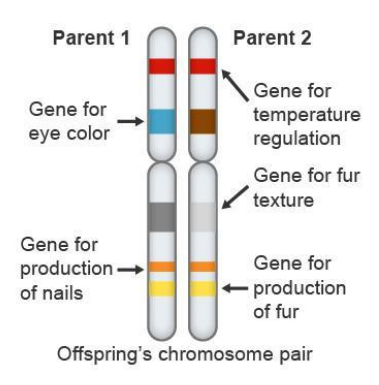 Parent 1
Parent 2
Gene for
eye color
Gene for
temperature
regulation
Gene for fur
texture
Gene for
production
of nails
Gene for
production
of fur
Offspring's chromosome pair